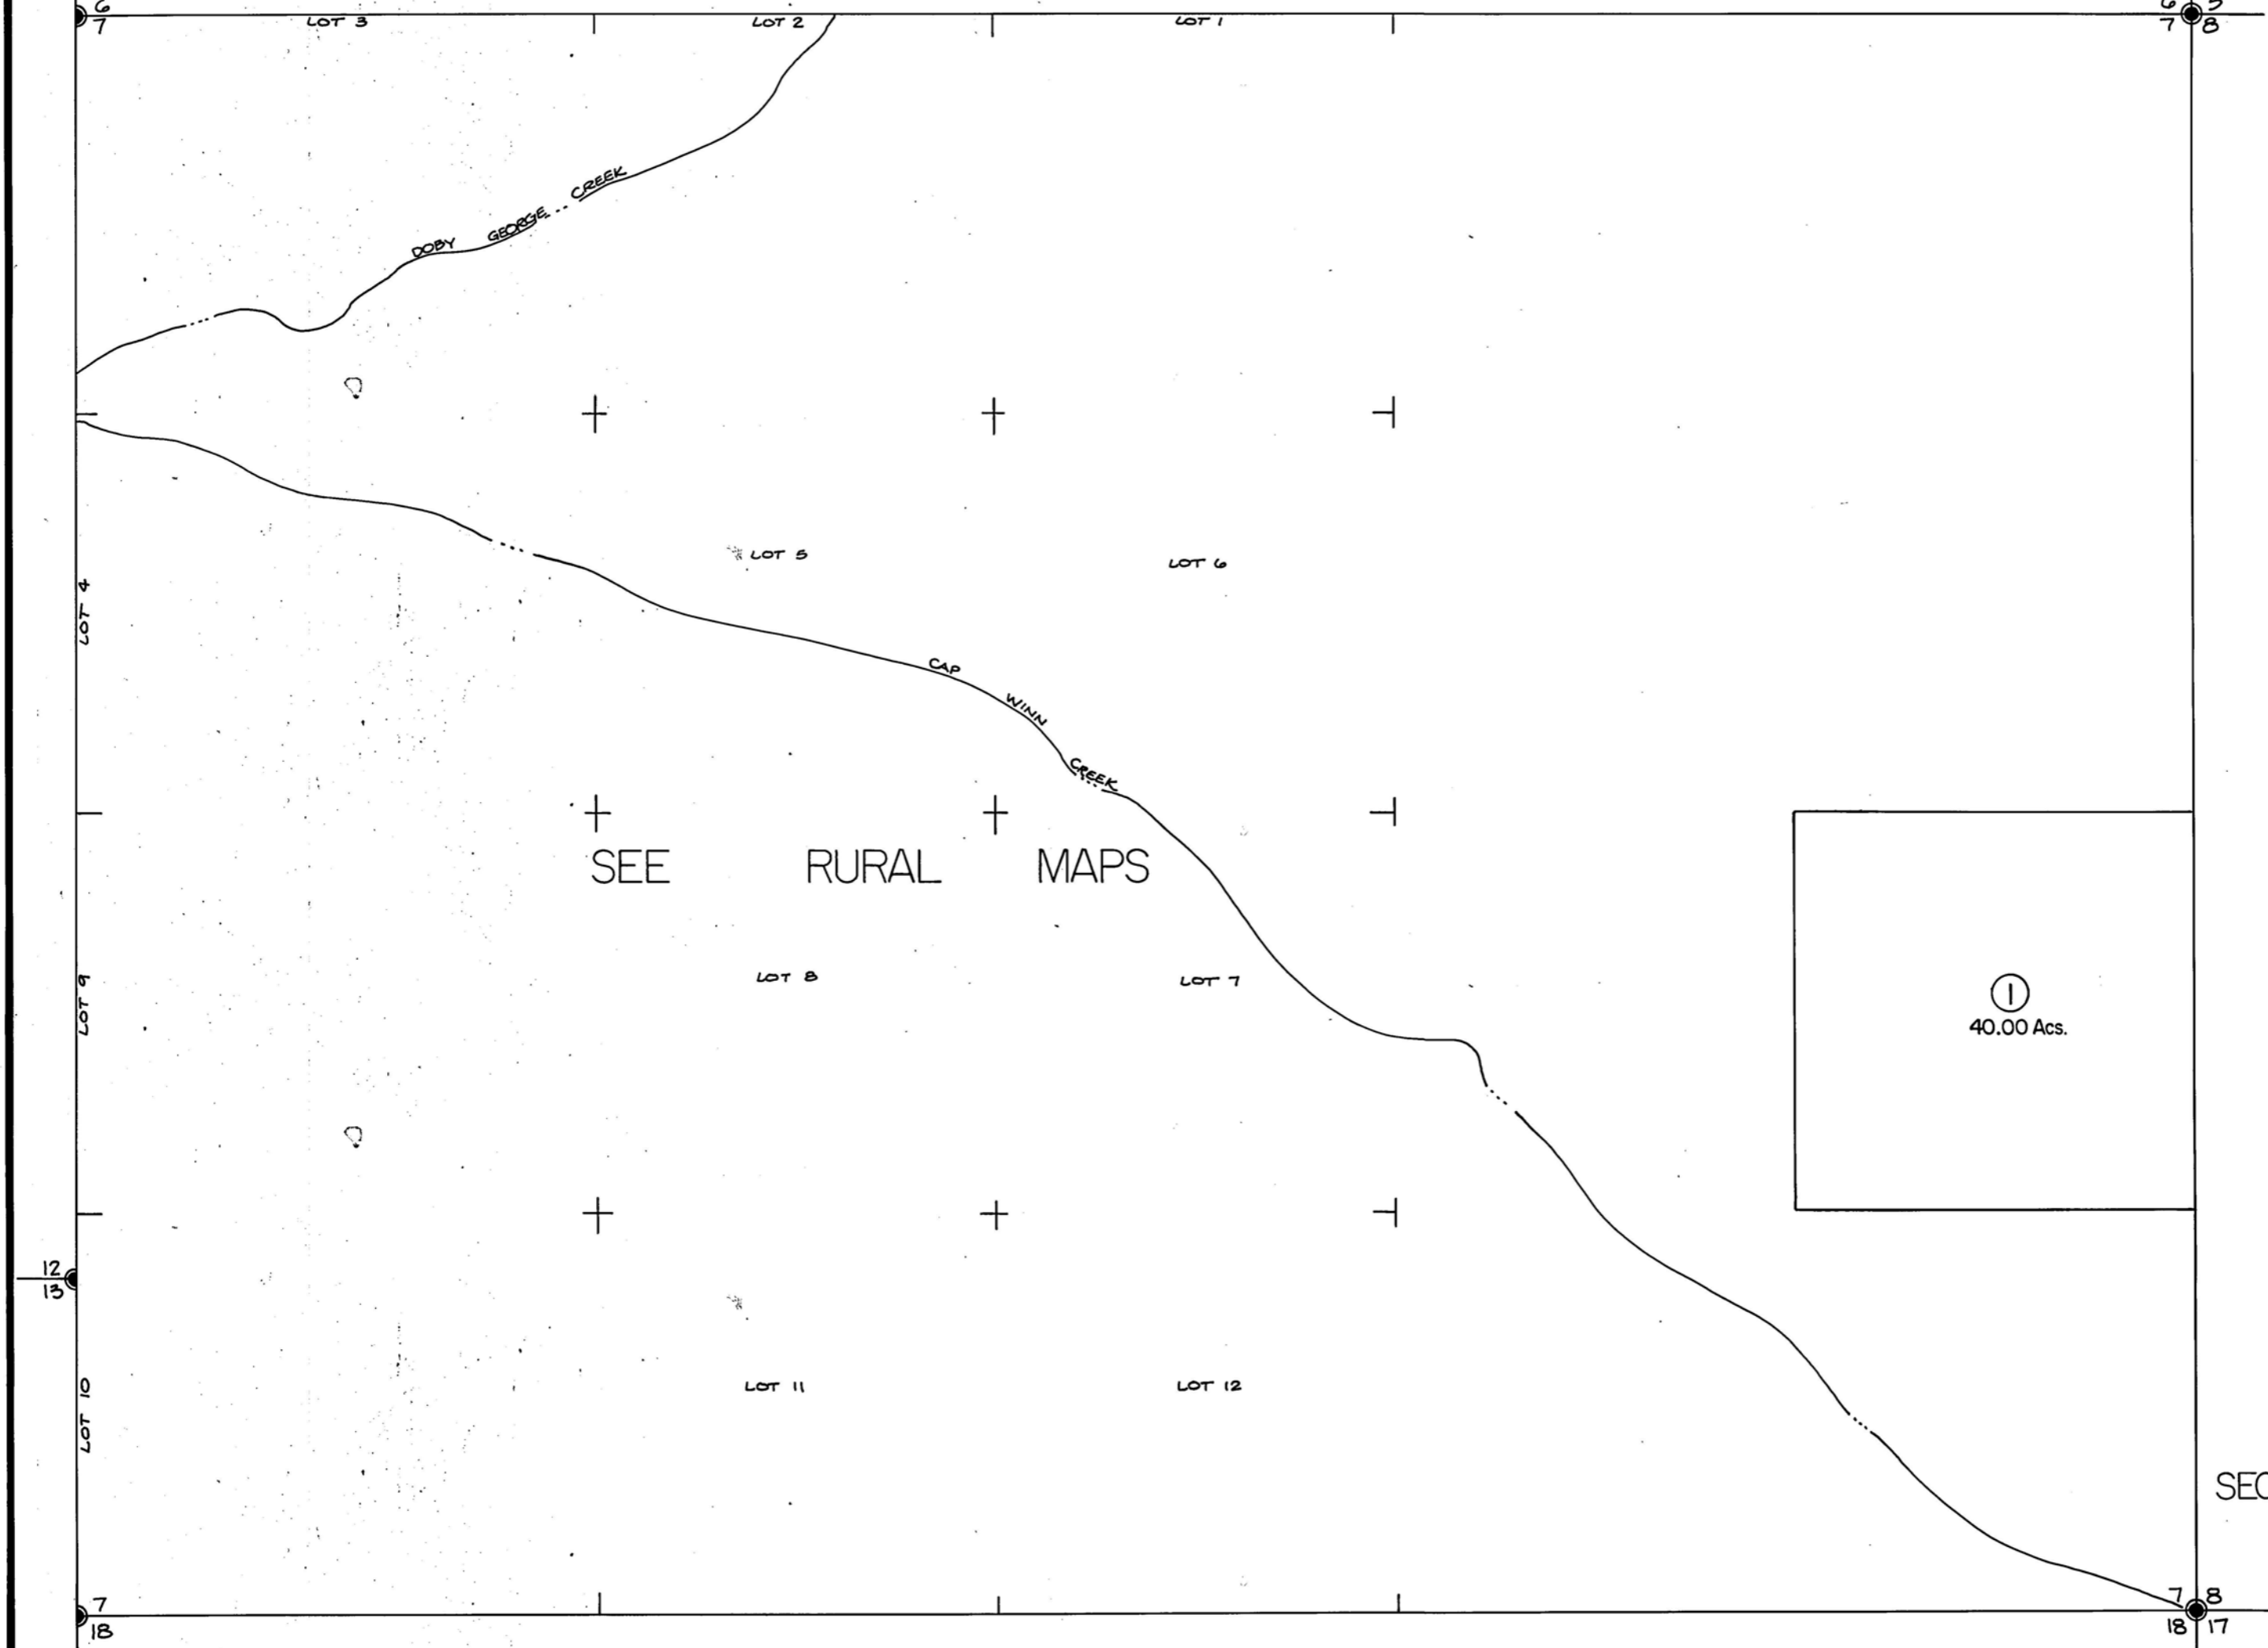 6
7
LOT 3
LOT 2
LOT 1
6 5
7 8
DOBY GEORGE CREEK
LOT 4
LOT 5
LOT 6
CAP WINN CREEK
SEE RURAL MAPS
LOT 9
LOT 8
LOT 7
1
40.00 Acs.
12
13
LOT 10
LOT 11
LOT 12
SEC
7
18
7 8
18 17